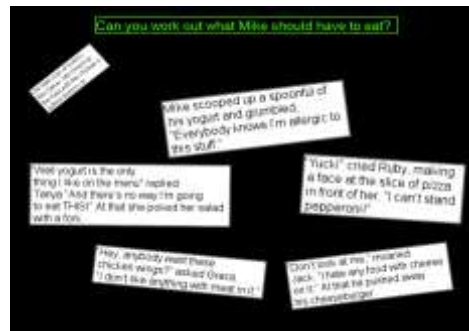 Can you work out what Mike should have to eat?
Mike scooped up a spoonful of
his yogurt and grumbled,
"Everybody knows I'm allergic to
this stuff."
yogurt is the only
thing I like on the menu" replied
Tanya "And there's no way I'm going
to eat THIS!" At that she poked her salad
with a fork.
"Yuck!" cried Ruby, making
a face at the slice of pizza
in front of her. "I can't stand
pepperoni!"
"Hey, anybody want these
chicken wings?" asked Grace
"I don't like anything with meat in it."
"Don't look at me," moaned
Jack. "I hate any food with cheese
on it." At that he pushed away
his cheeseburger